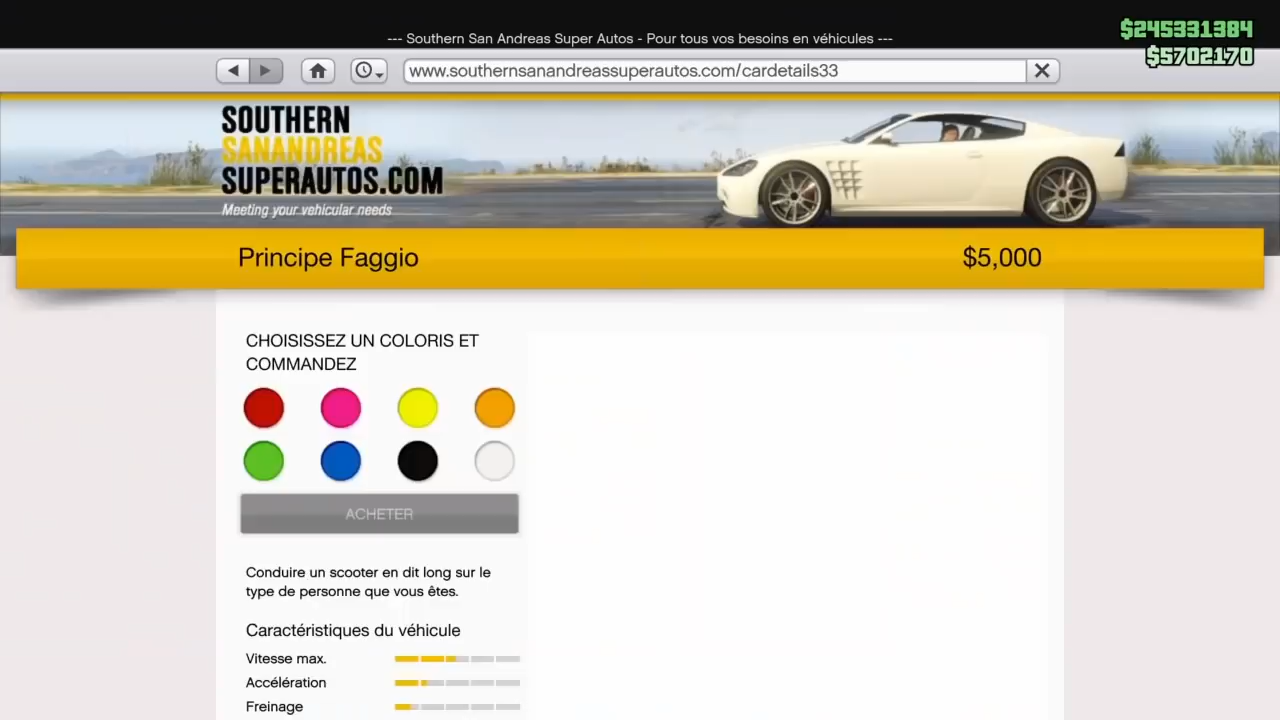 $245331384
--- Southern San Andreas Super Autos - Pour tous vos besoins en véhicules ---
$5702170
www.southernsanandreassuperautos.com/cardetails33
SOUTHERN
SANANDREAS
SUPERAUTOS.COM
Meeting your vehicular needs
Principe Faggio $5,000
CHOISISSEZ UN COLORIS ET
COMMANDEZ
ACHETER
Conduire un scooter en dit long sur le
type de personne que vous êtes.
Caractéristiques du véhicule
Vitesse max.
Accélération
Freinage